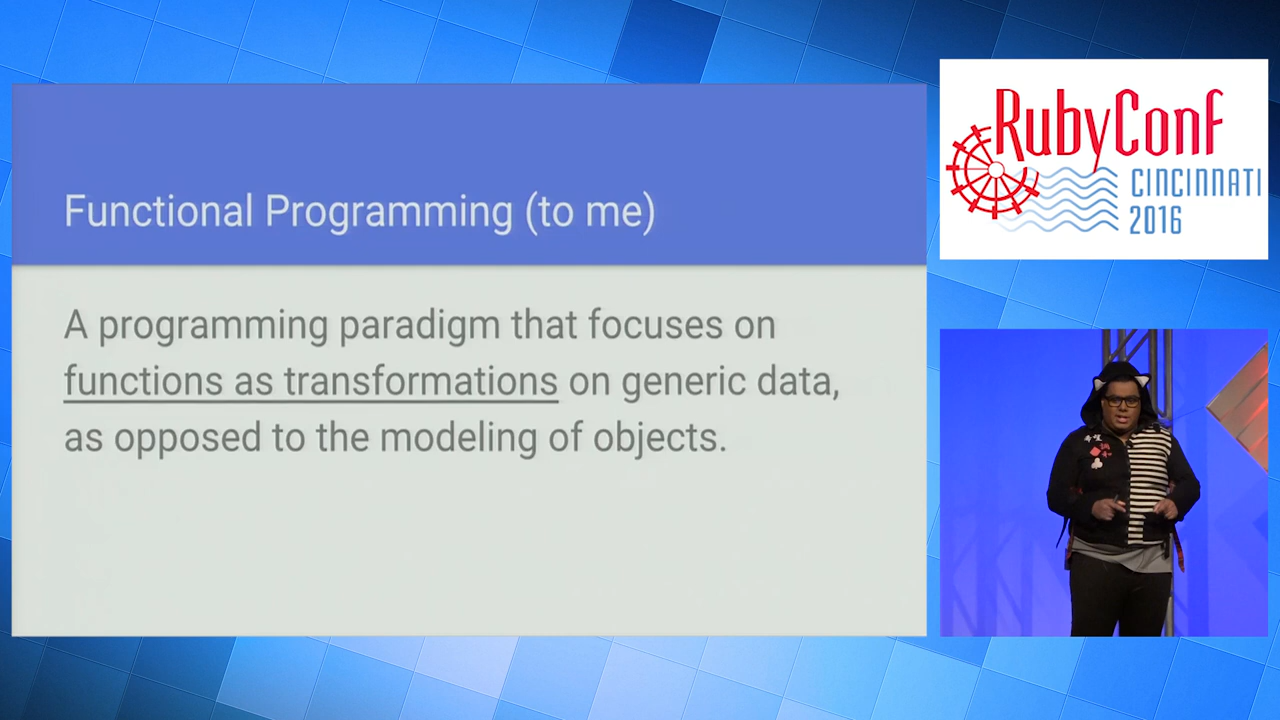 Functional Programming (to me)
A programming paradigm that focuses on
functions as transformations on generic data,
as opposed to the modeling of objects.
RubyConf
CINCINNATI
2016